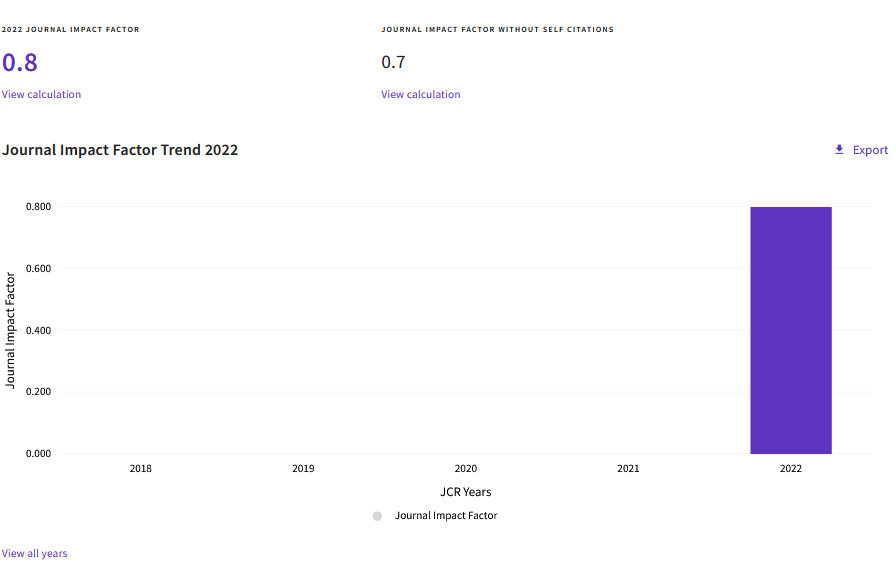 2022 JOURNAL IMPACT FACTOR
JOURNAL IMPACT FACTOR WITHOUT SELF CITATIONS
0.8
0.7
View calculation
View calculation
Journal Impact Factor Trend 2022
Export
0.800
0.600
0.400
0.200
0.000
Journal Impact Factor
2018
2019
2020
2021
2022
JCR Years
Journal Impact Factor
View all years